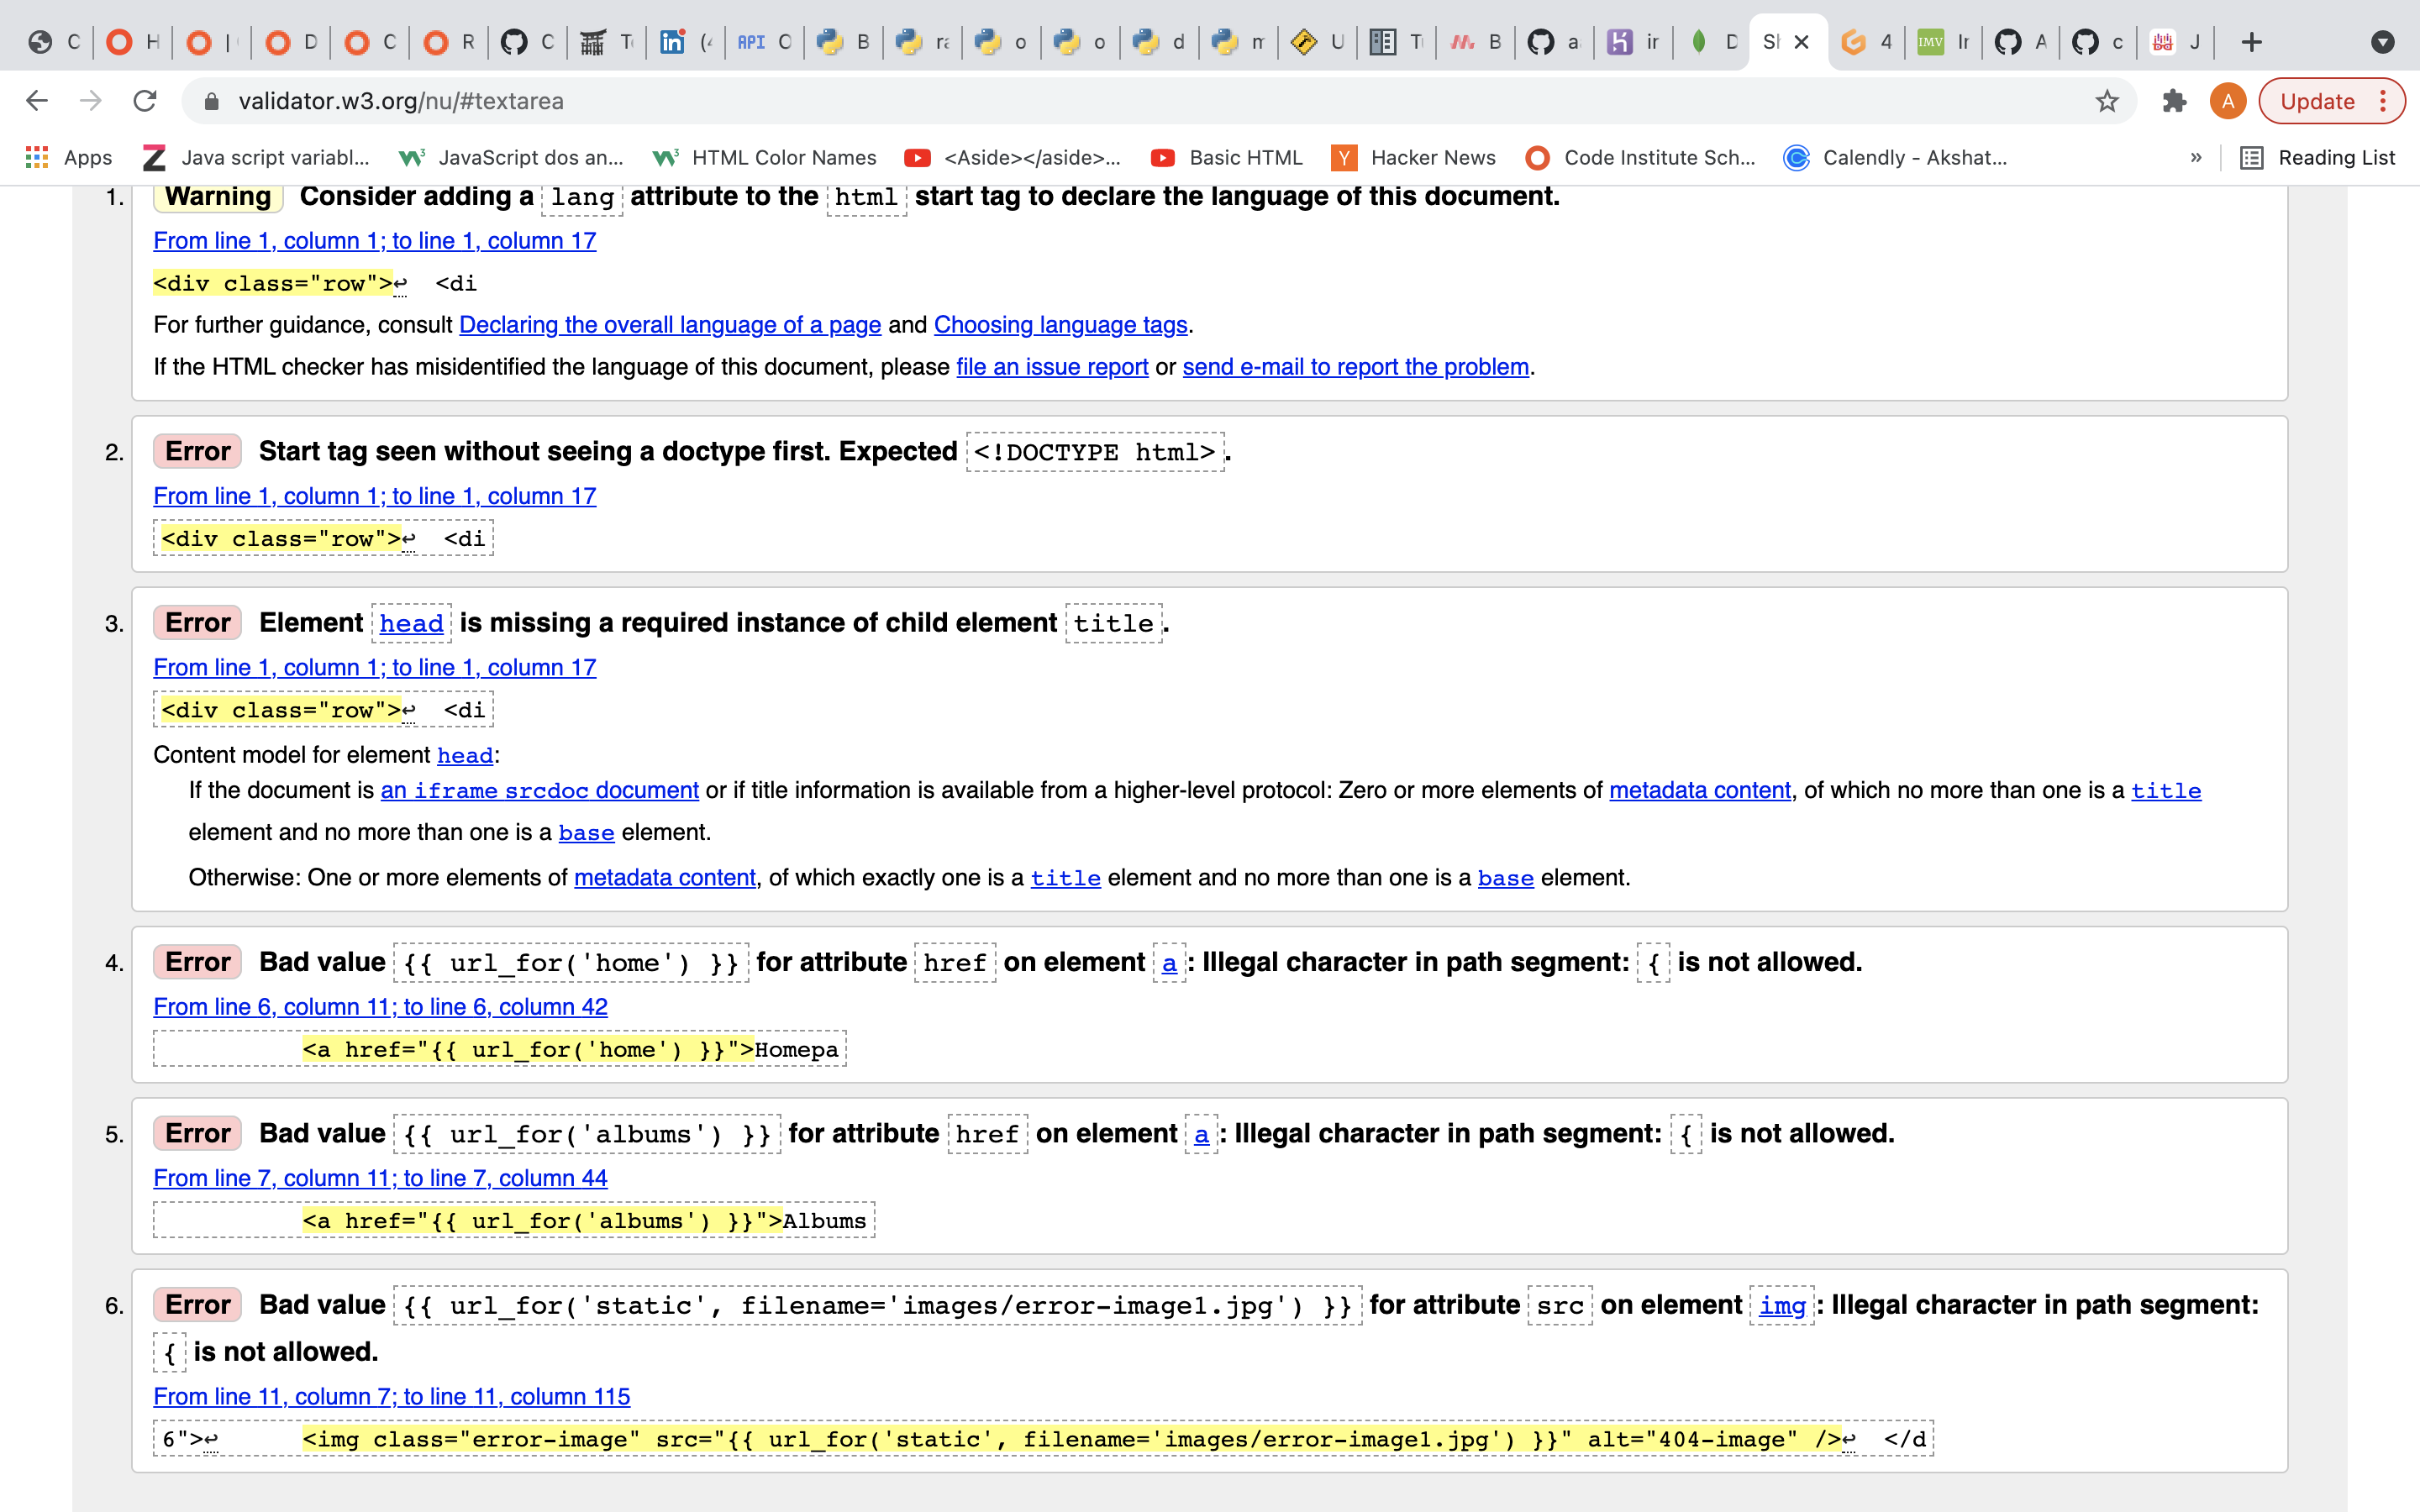 C H I D C R C T ( API C B ra o o d m U T B a ir D Sh 4 IMV Ir A c J
validator.w3.org/nu/#textarea A Update
Apps Java script variabl... JavaScript dos an... HTML Color Names <Aside></aside>... Basic HTML Hacker News Code Institute Sch... Calendly - Akshat... » Reading List
1. Warning Consider adding a lang attribute to the html start tag to declare the language of this document.
From line 1, column 1; to line 1, column 17
<div class="row">↩  <di
For further guidance, consult Declaring the overall language of a page and Choosing language tags.
If the HTML checker has misidentified the language of this document, please file an issue report or send e-mail to report the problem.
2. Error Start tag seen without seeing a doctype first. Expected <!DOCTYPE html>.
From line 1, column 1; to line 1, column 17
<div class="row">↩  <di
3. Error Element head is missing a required instance of child element title.
From line 1, column 1; to line 1, column 17
<div class="row">↩  <di
Content model for element head:
If the document is an iframe srcdoc document or if title information is available from a higher-level protocol: Zero or more elements of metadata content, of which no more than one is a title
element and no more than one is a base element.
Otherwise: One or more elements of metadata content, of which exactly one is a title element and no more than one is a base element.
4. Error Bad value {{ url_for('home') }} for attribute href on element a: Illegal character in path segment: { is not allowed.
From line 6, column 11; to line 6, column 42
<a href="{{ url_for('home') }}">Homepa
5. Error Bad value {{ url_for('albums') }} for attribute href on element a: Illegal character in path segment: { is not allowed.
From line 7, column 11; to line 7, column 44
<a href="{{ url_for('albums') }}">Albums
6. Error Bad value {{ url_for('static', filename='images/error-image1.jpg') }} for attribute src on element img: Illegal character in path segment:
{ is not allowed.
From line 11, column 7; to line 11, column 115
6">↩      <img class="error-image" src="{{ url_for('static', filename='images/error-image1.jpg') }}" alt="404-image" />↩  </d